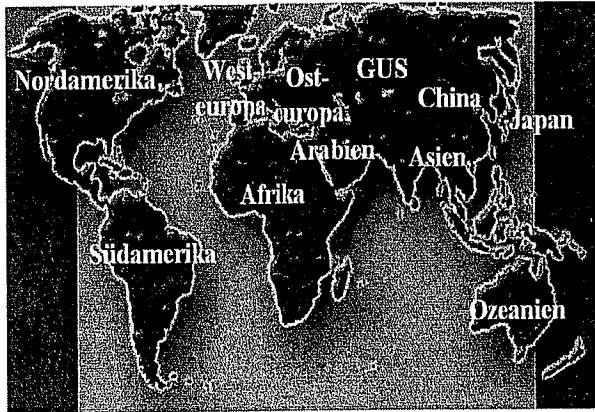 Nordamerika
West-
europa
Ost-
europa
GUS
China
Japan
Arabien
Asien
Afrika
Südamerika
Ozeanien